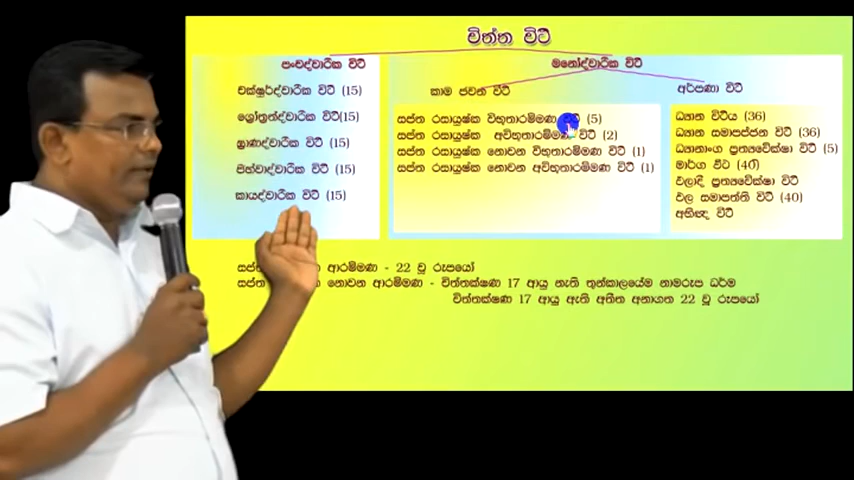 චිත්ත වීථි
පංචද්වාරික වීථි
චක්ෂුර්ද්වාරික වීථි (15)
ශ්‍රෝත්‍රත්ද්වාරික වීථි(15)
ඝ්‍රාණද්වාරික වීථි (15)
ජිහ්වාද්වාරික වීථි (15)
කායද්වාරික වීථි (15)
මනෝද්වාරික වීථි
කාම ජවන වීථි
සප්ත රසායුෂ්ක විභූතාරම්මණ වීථි (5)
සප්ත රසායුෂ්ක අවිභූතාරම්මණ වීථි (2)
සප්ත රසායුෂ්ක නොවන විභූතාරම්මණ වීථි (1)
සප්ත රසායුෂ්ක නොවන අවිභූතාරම්මණ වීථි (1)
අර්පණා වීථි
ධ්‍යාන වීථිය (36)
ධ්‍යාන සමාපජ්ජන වීථි (36)
ධ්‍යානාංග ප්‍රත්‍යවේක්ෂා වීථි (5)
මාර්ග වීථි (40)
ඵලාදී ප්‍රත්‍යවේක්ෂා වීථි
ඵල සමාපත්ති වීථි (40)
අභිඥා වීථි
සප්ත ආරම්මණ - 22 වූ රූපයෝ
සප්ත නොවන ආරම්මණ - චිත්තක්ෂණ 17 ආයු නැති තුන්කාලයේම නාමරූප ධර්ම
චිත්තක්ෂණ 17 ආයු ඇති අතීත අනාගත 22 වූ රූපයෝ